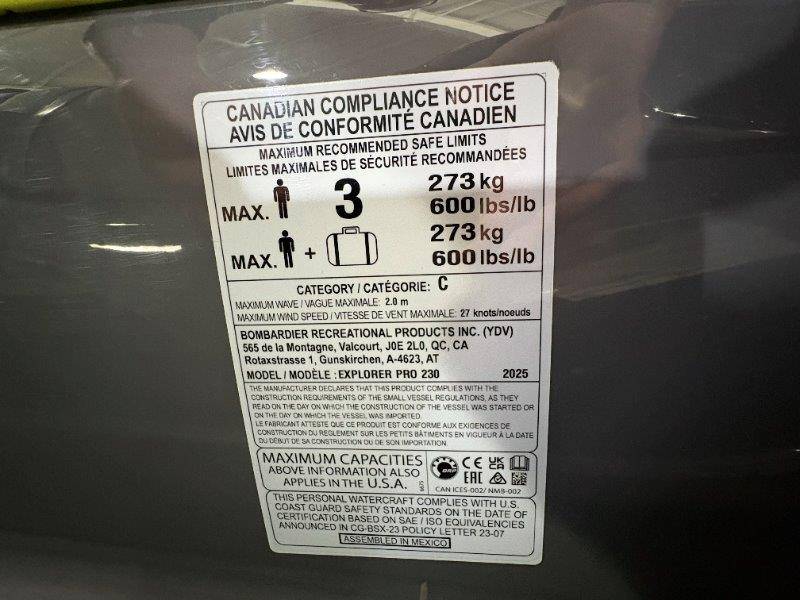 CANADIAN COMPLIANCE NOTICE
AVIS DE CONFORMITÉ CANADIEN
MAXIMUM RECOMMENDED SAFE LIMITS
LIMITES MAXIMALES DE SÉCURITÉ RECOMMANDÉES
MAX. 3 273 kg
600 lbs/lb
MAX. + 273 kg
600 lbs/lb
CATEGORY / CATÉGORIE: C
MAXIMUM WAVE / VAGUE MAXIMALE: 2.0 m
MAXIMUM WIND SPEED / VITESSE DE VENT MAXIMALE: 27 knots/noeuds
BOMBARDIER RECREATIONAL PRODUCTS INC. (YDV)
565 de la Montagne, Valcourt, J0E 2L0, QC, CA
Rotaxstrasse 1, Gunskirchen, A-4623, AT
MODEL / MODÈLE : EXPLORER PRO 230 2025
THE MANUFACTURER DECLARES THAT THIS PRODUCT COMPLIES WITH THE
CONSTRUCTION REQUIREMENTS OF THE SMALL VESSEL REGULATIONS, AS THEY
READ ON THE DAY ON WHICH THE CONSTRUCTION OF THE VESSEL WAS STARTED OR
ON THE DAY ON WHICH THE VESSEL WAS IMPORTED.
LE FABRICANT ATTESTE QUE CE PRODUIT EST CONFORME AUX EXIGENCES DE
CONSTRUCTION DU RÈGLEMENT SUR LES PETITS BÂTIMENTS EN VIGUEUR À LA DATE
DU DÉBUT DE SA CONSTRUCTION OU DE SON IMPORTATION.
MAXIMUM CAPACITIES
ABOVE INFORMATION ALSO
APPLIES IN THE U.S.A.
BRP CE UK CA
EAC
CAN ICES-002/ NMB-002
THIS PERSONAL WATERCRAFT COMPLIES WITH U.S.
COAST GUARD SAFETY STANDARDS ON THE DATE OF
CERTIFICATION BASED ON SAE / ISO EQUIVALENCIES
ANNOUNCED IN CG-BSX-23 POLICY LETTER 23-07
ASSEMBLED IN MEXICO